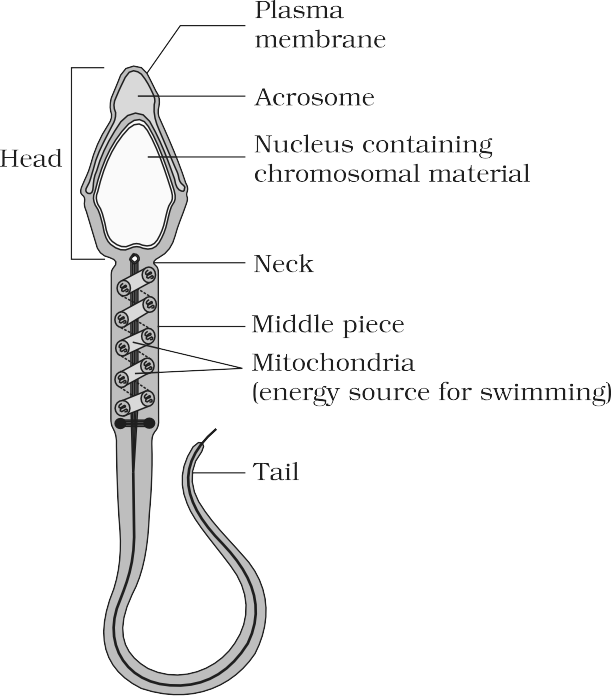 Plasma
membrane
Acrosome
Head
Nucleus containing
chromosomal material
Neck
Middle piece
Mitochondria
(energy source for swimming)
Tail